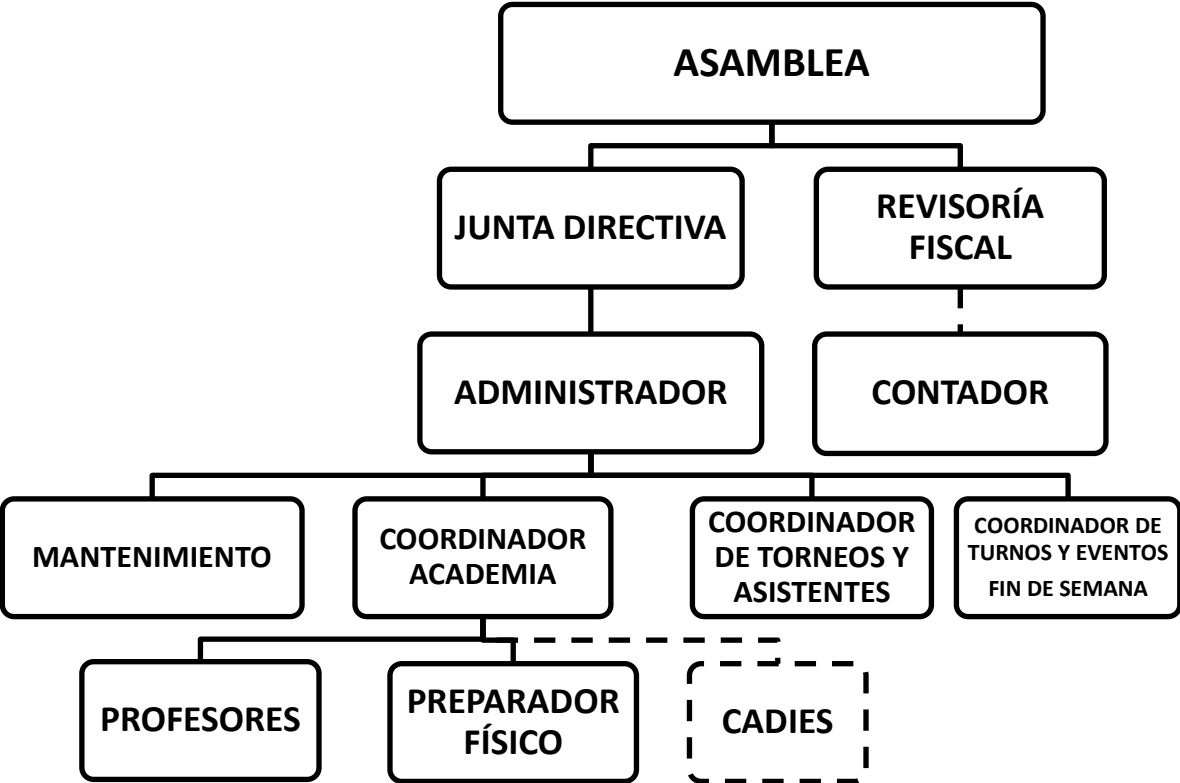 ASAMBLEA
JUNTA DIRECTIVA
REVISORÍA
FISCAL
ADMINISTRADOR
CONTADOR
MANTENIMIENTO
COORDINADOR
ACADEMIA
COORDINADOR
DE TORNEOS Y
ASISTENTES
COORDINADOR DE
TURNOS Y EVENTOS
FIN DE SEMANA
PROFESORES
PREPARADOR
FÍSICO
CADIES